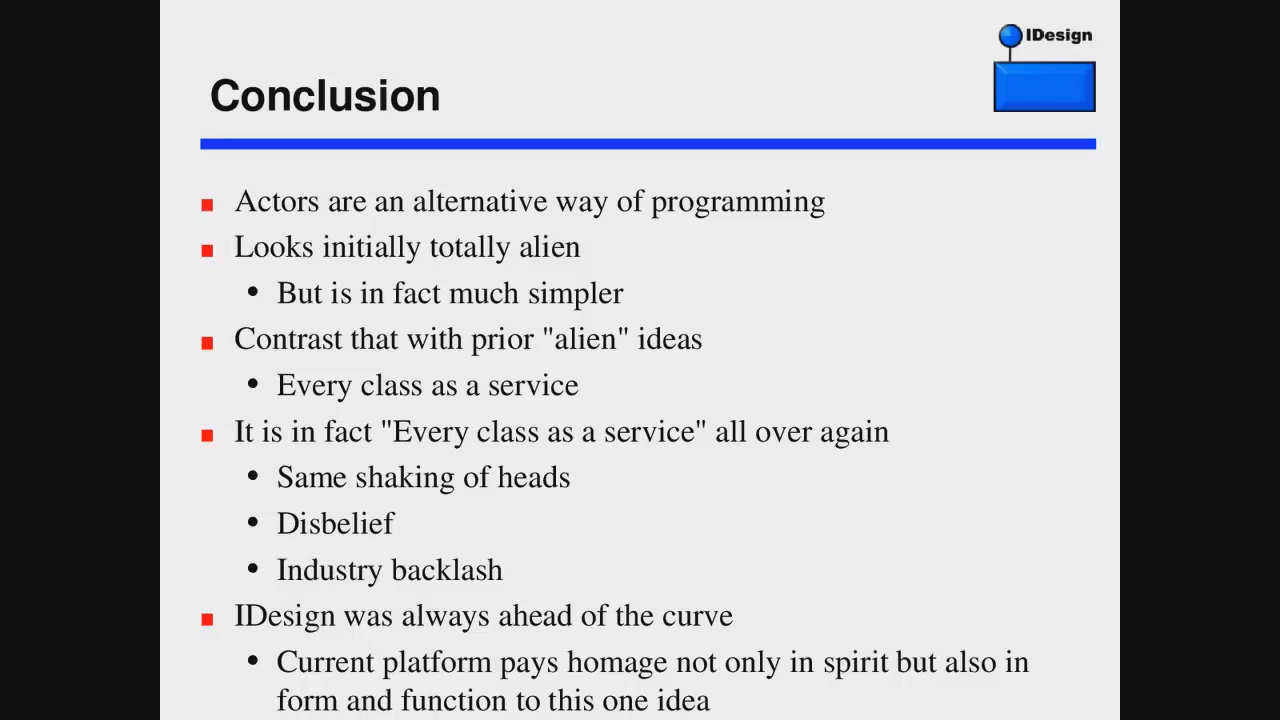 IDesign
Conclusion
Actors are an alternative way of programming
Looks initially totally alien
But is in fact much simpler
Contrast that with prior "alien" ideas
Every class as a service
It is in fact "Every class as a service" all over again
Same shaking of heads
Disbelief
Industry backlash
IDesign was always ahead of the curve
Current platform pays homage not only in spirit but also in
form and function to this one idea